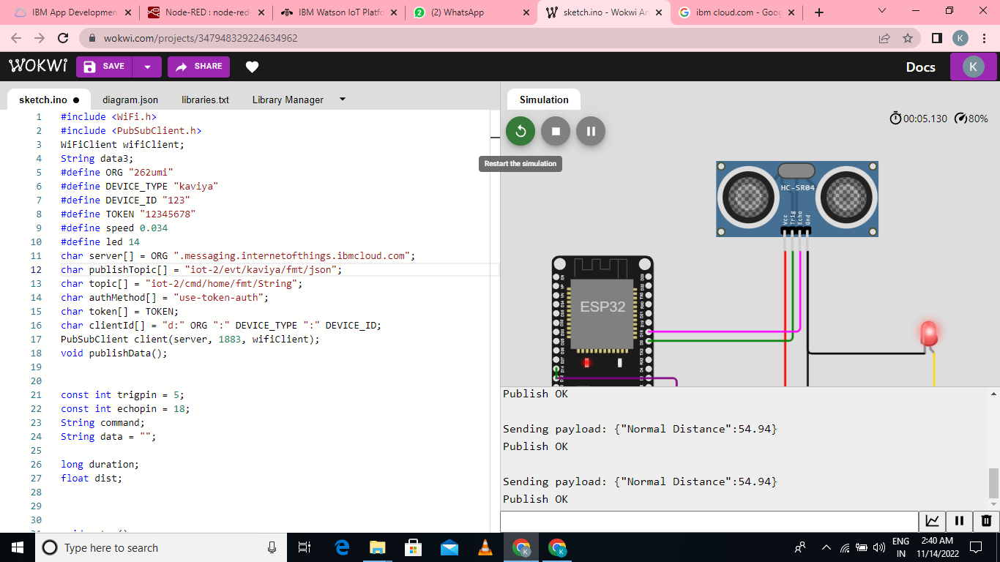 IBM App Developmen
Node-RED : node-red-
IBM Watson IoT Platfo
(2) WhatsApp
sketch.ino - Wokwi Ar
ibm cloud.com - Goog
wokwi.com/projects/347948329224634962
K
WOKWi
SAVE
SHARE
Docs
K
sketch.ino
diagram.json
libraries.txt
Library Manager
1 #include <WiFi.h>
2 #include <PubSubClient.h>
3 WiFiClient wifiClient;
4 String data3;
5 #define ORG "262umi"
6 #define DEVICE_TYPE "kaviya"
7 #define DEVICE_ID "123"
8 #define TOKEN "12345678"
9 #define speed 0.034
10 #define led 14
11 char server[] = ORG ".messaging.internetofthings.ibmcloud.com";
12 char publishTopic[] = "iot-2/evt/kaviya/fmt/json";
13 char topic[] = "iot-2/cmd/home/fmt/String";
14 char authMethod[] = "use-token-auth";
15 char token[] = TOKEN;
16 char clientId[] = "d:" ORG ":" DEVICE_TYPE ":" DEVICE_ID;
17 PubSubClient client(server, 1883, wifiClient);
18 void publishData();
19
20
21 const int trigpin = 5;
22 const int echopin = 18;
23 String command;
24 String data = "";
25
26 long duration;
27 float dist;
28
29
30
Simulation
00:05.130
80%
Restart the simulation
HC-SR04
Vcc
Trig
Echo
Gnd
ESP32
Publish OK
Sending payload: {"Normal Distance":54.94}
Publish OK
Sending payload: {"Normal Distance":54.94}
Publish OK
Type here to search
ENG
IN
2:40 AM
11/14/2022